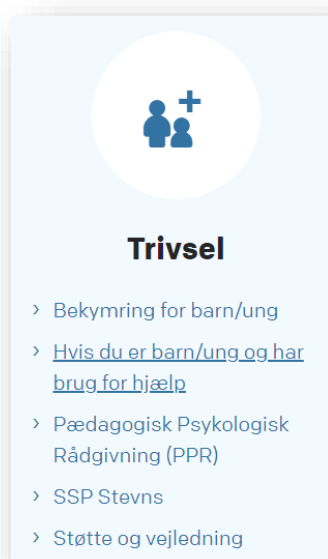 Trivsel
Bekymring for barn/ung
Hvis du er barn/ung og har
brug for hjælp
Pædagogisk Psykologisk
Rådgivning (PPR)
SSP Stevns
Støtte og vejledning